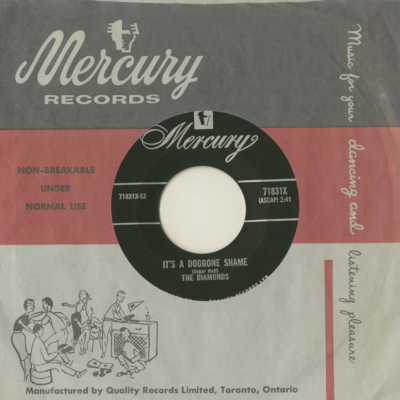 Mercury
RECORDS
Music for your dancing and listening pleasure
NON-BREAKABLE
UNDER
NORMAL USE
Mercury
71831X-S2
71831X
(ASCAP) 2:41
IT'S A DOGGONE SHAME
THE DIAMONDS
Manufactured by Quality Records Limited, Toronto, Ontario